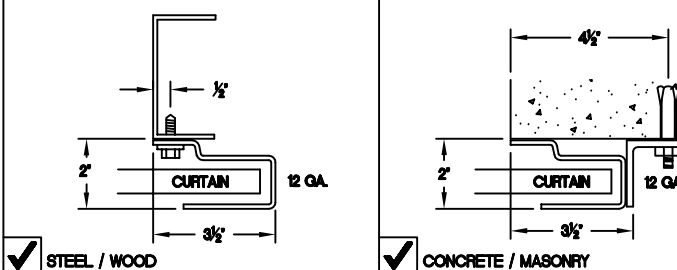 ½"
2"
CURTAIN
12 GA.
3½"
STEEL / WOOD
4½"
2"
CURTAIN
12 GA
3½"
CONCRETE / MASONRY